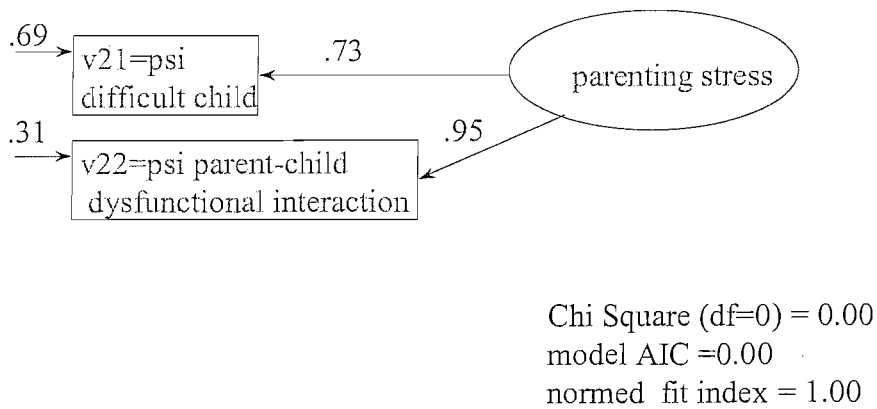 .69
v21=psi
difficult child
.73
parenting stress
.31
v22=psi parent-child
dysfunctional interaction
.95
Chi Square (df=0) = 0.00
model AIC =0.00
normed fit index = 1.00